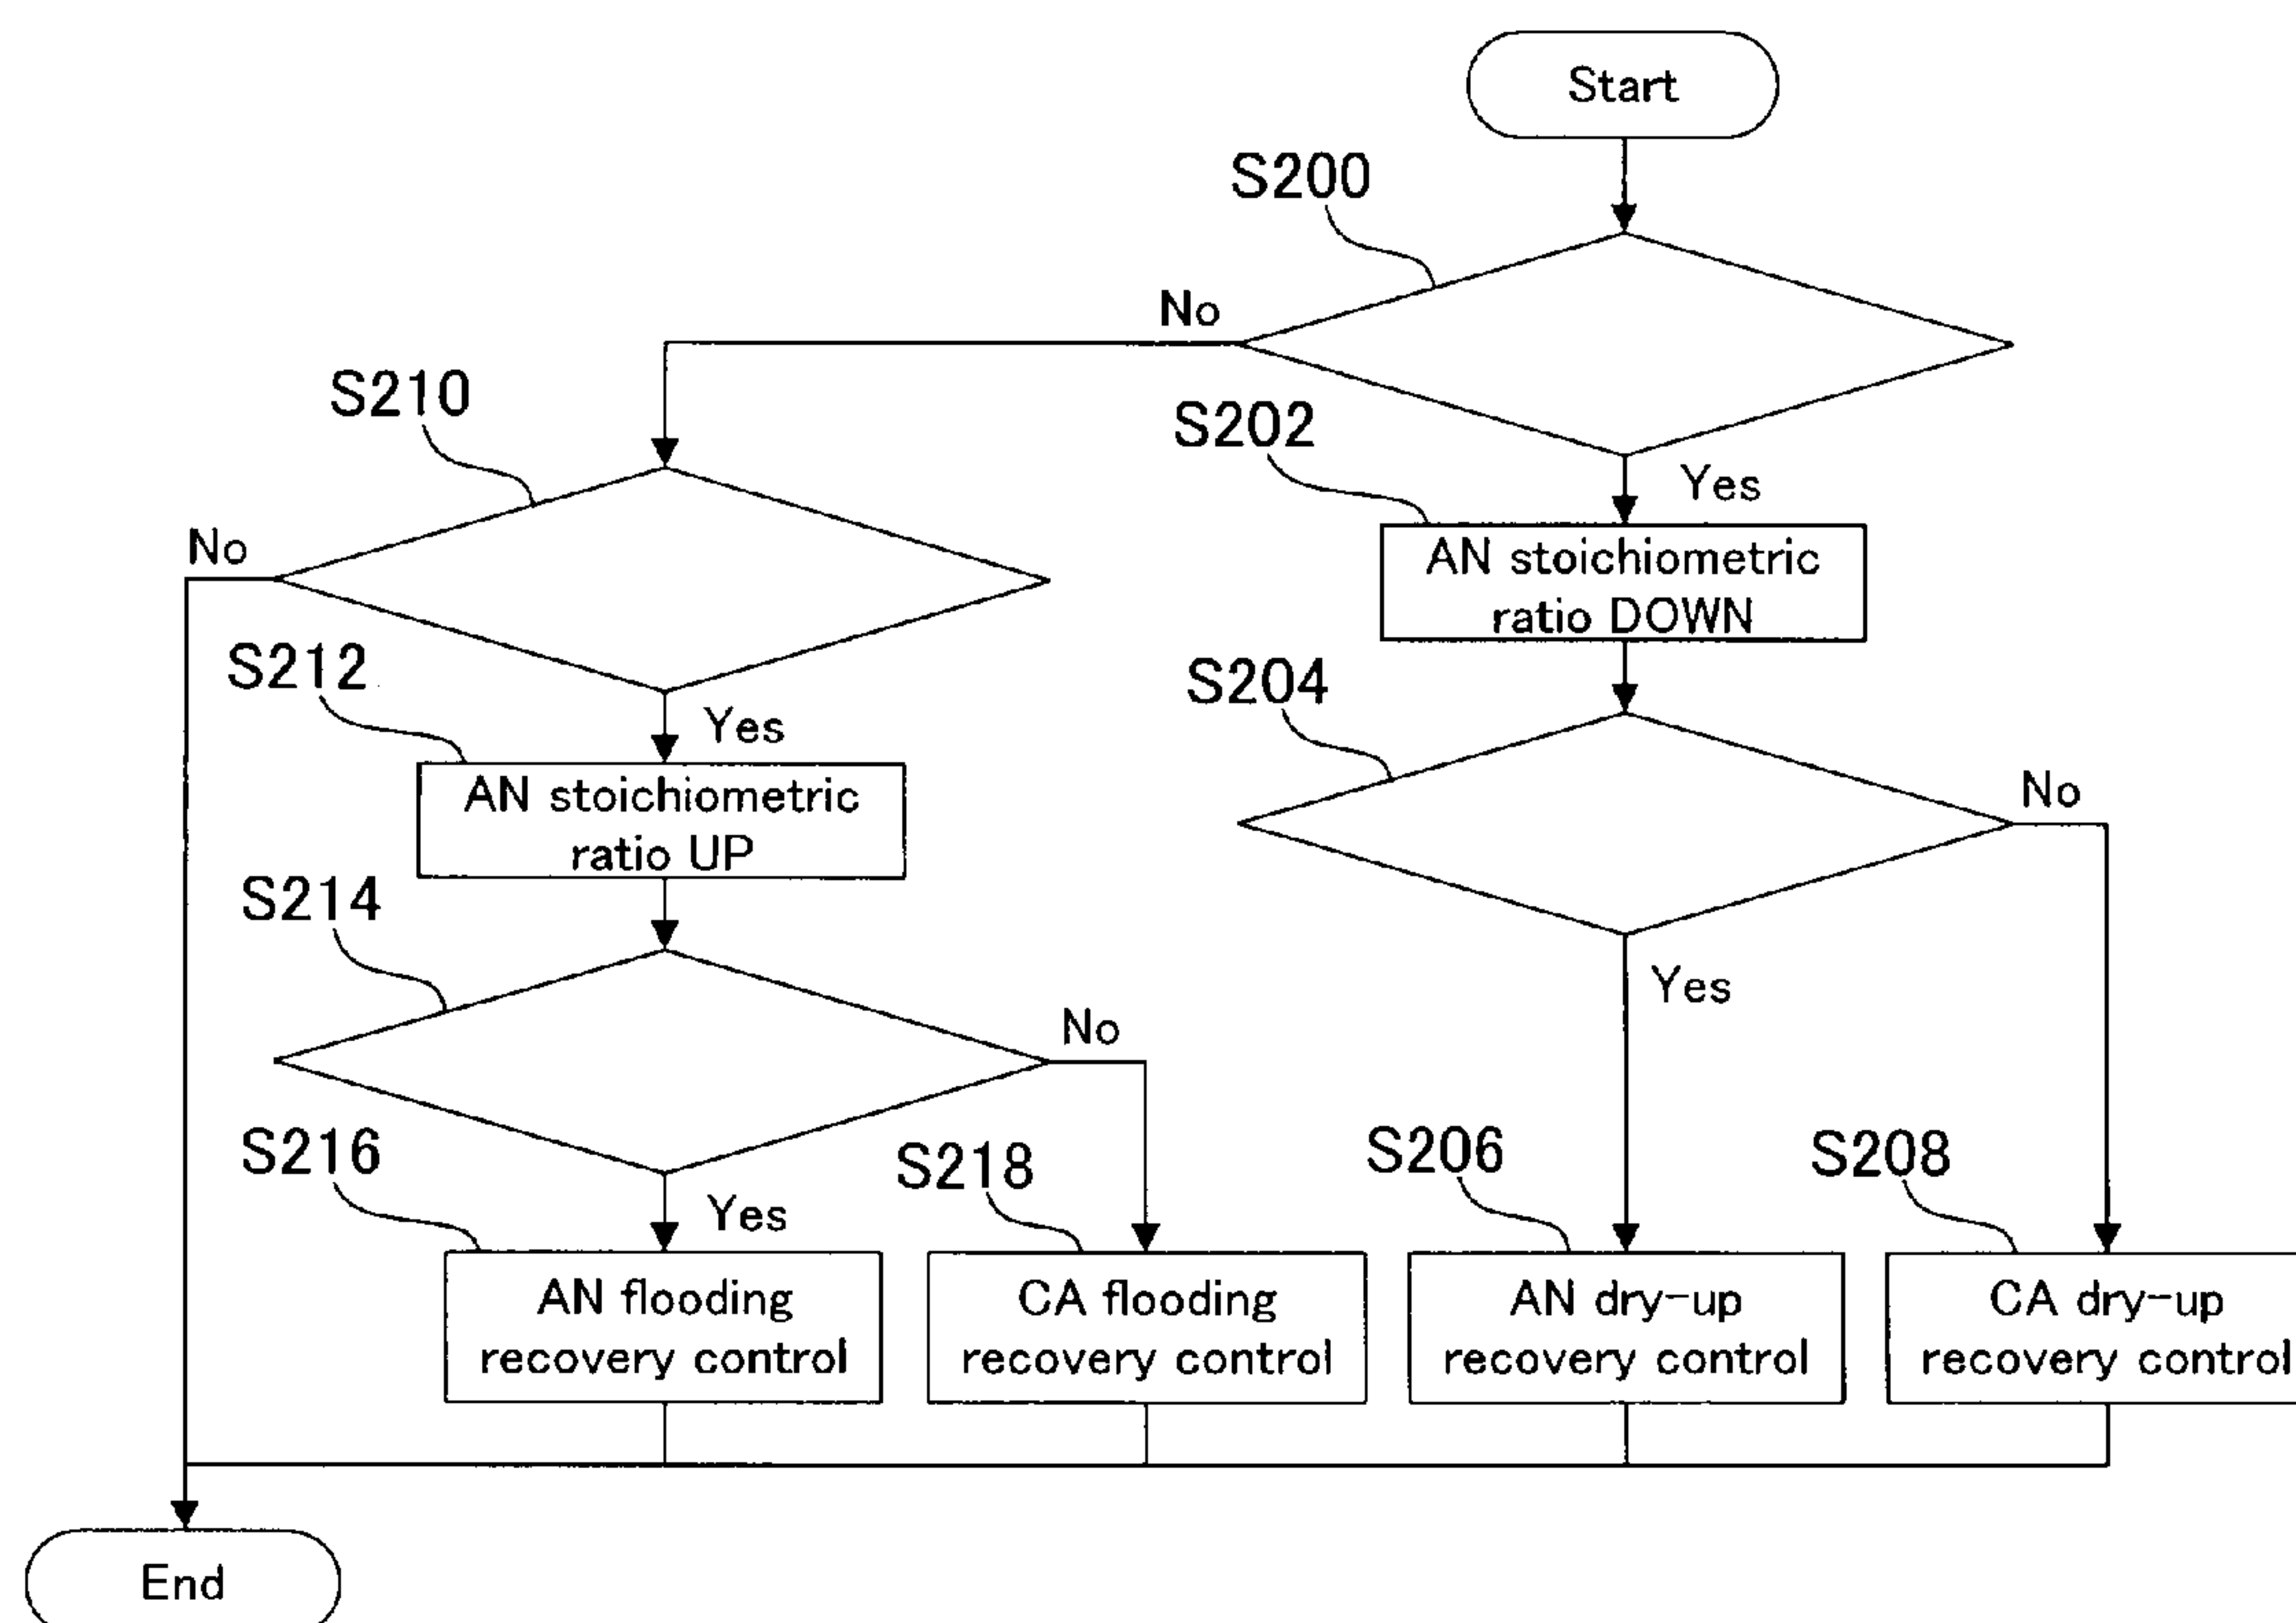 Start
S200
No
S210
S202
Yes
No
AN stoichiometric
ratio DOWN
S212
S204
Yes
No
AN stoichiometric
ratio UP
S214
Yes
No
S216
S218
S206
S208
Yes
AN flooding
recovery control
CA flooding
recovery control
AN dry-up
recovery control
CA dry-up
recovery control
End